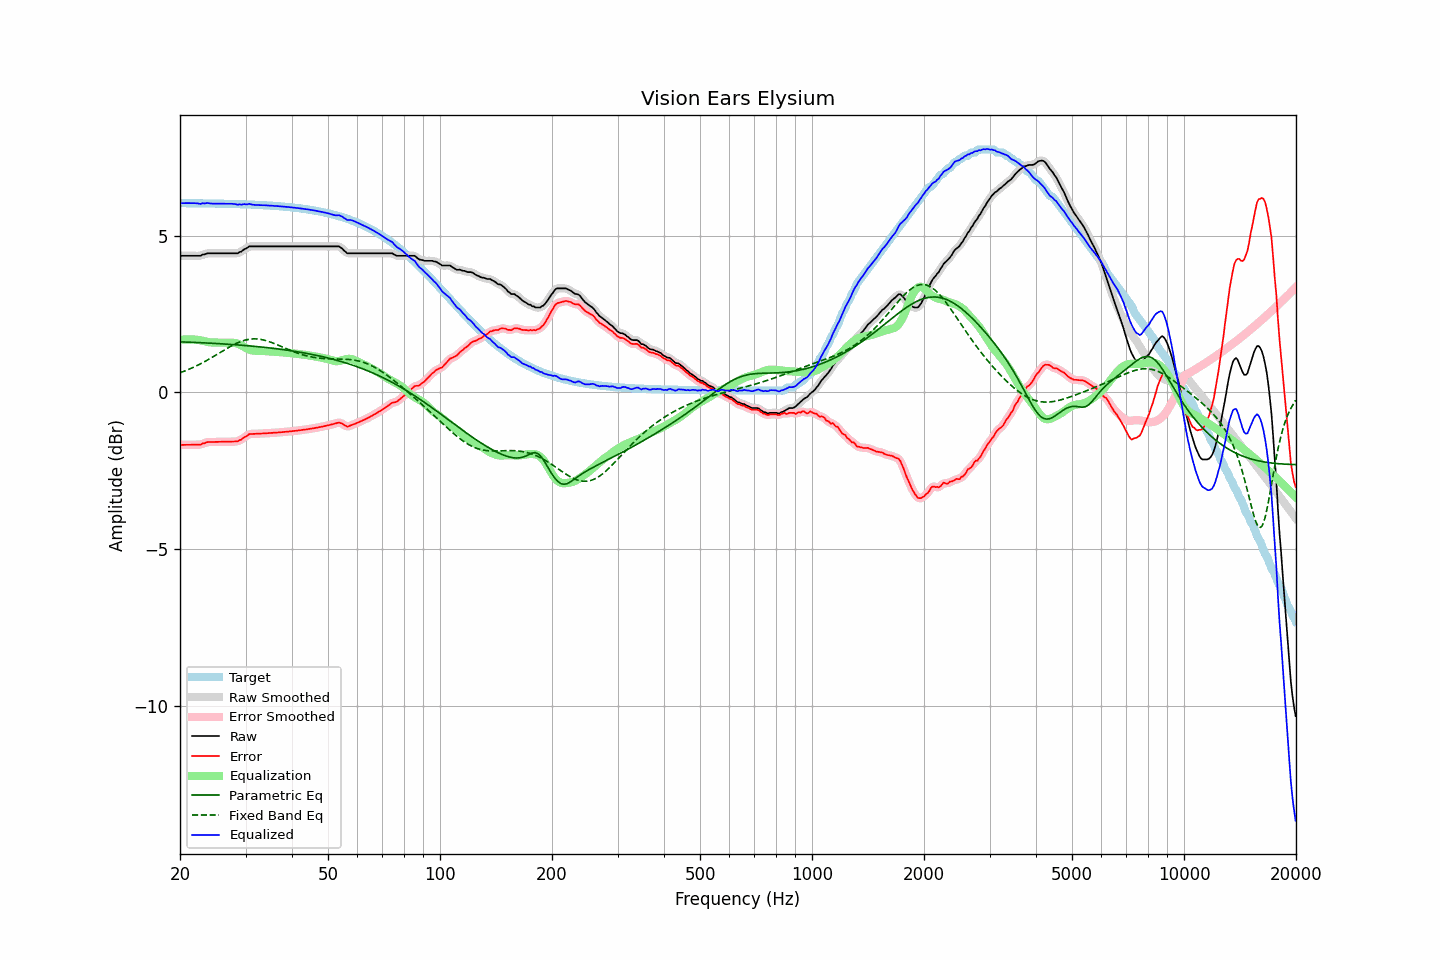 Vision Ears Elysium
Amplitude (dBr)
5
0
−5
−10
Target
Raw Smoothed
Error Smoothed
Raw
Error
Equalization
Parametric Eq
Fixed Band Eq
Equalized
20 50 100 200 500 1000 2000 5000 10000 20000
Frequency (Hz)